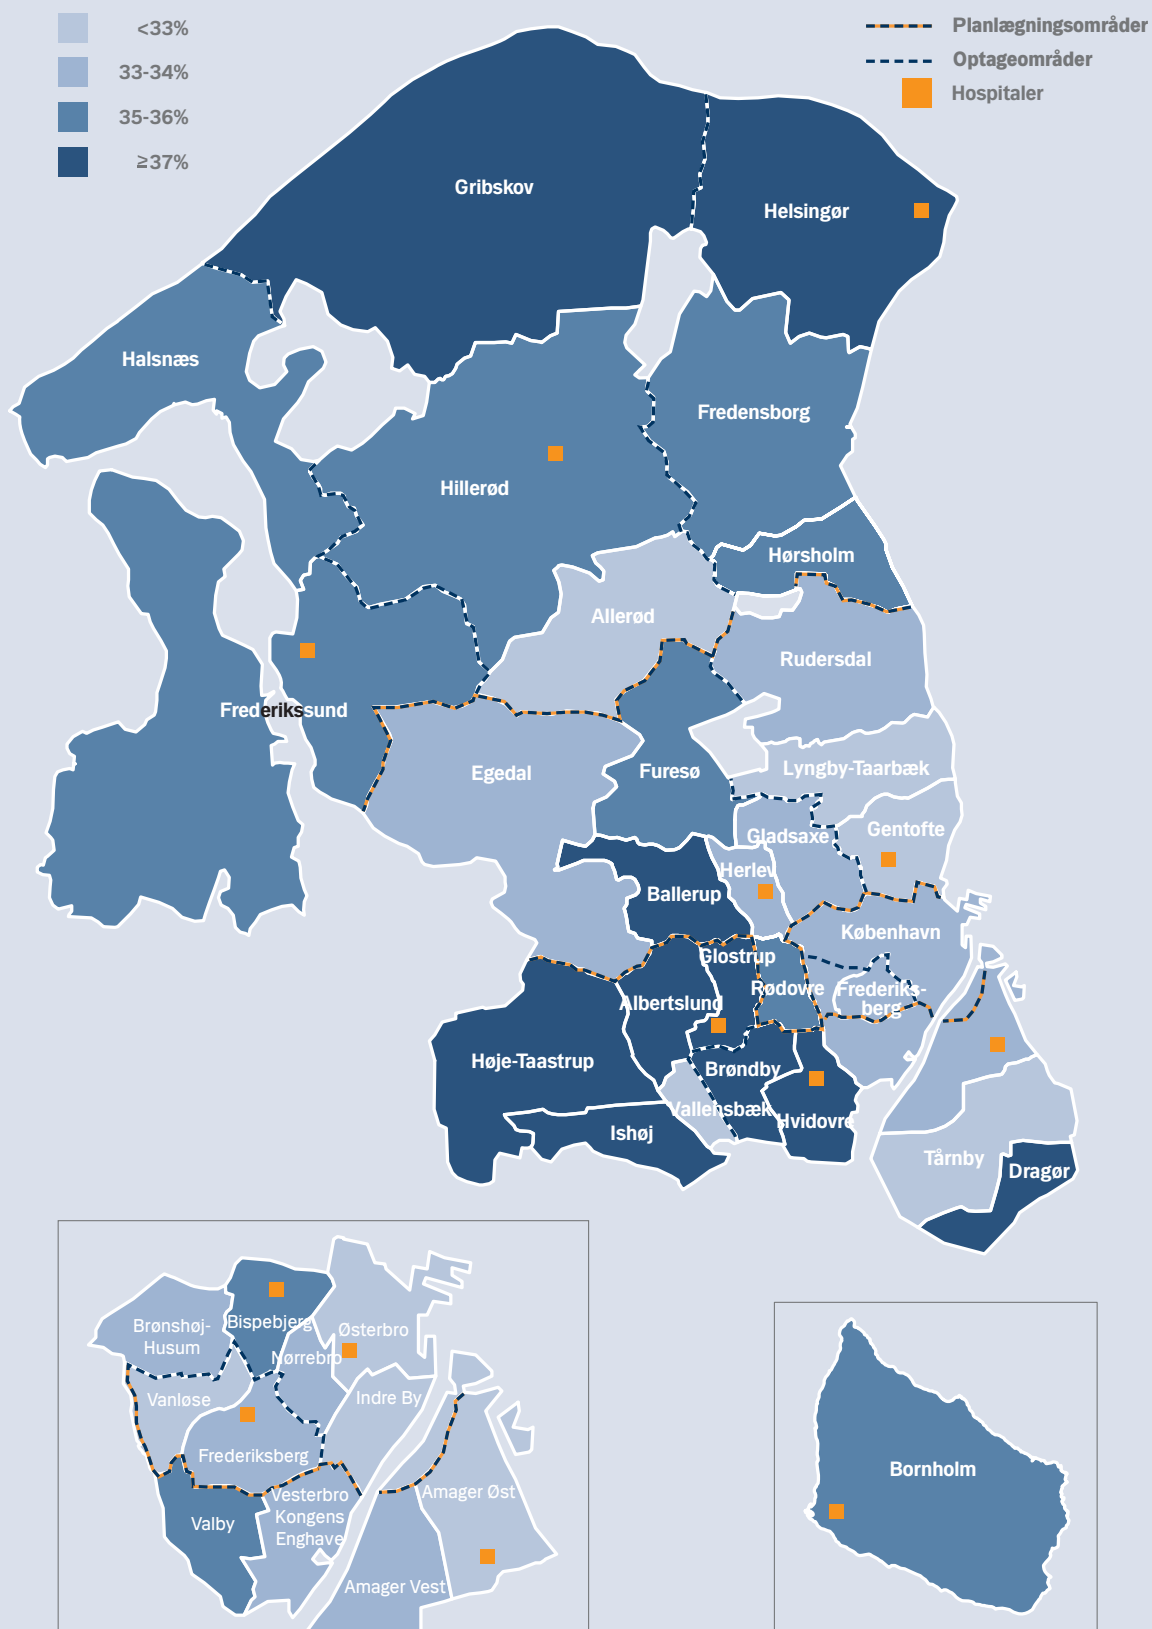 <33%
33-34%
35-36%
≥37%
Planlægningsområder
Optageområder
Hospitaler
Gribskov
Helsingør
Halsnæs
Fredensborg
Hillerød
Hørsholm
Allerød
Rudersdal
Frederikssund
Egedal
Furesø
Lyngby-Taarbæk
Gladsaxe
Gentofte
Herlev
Ballerup
København
Glostrup
Rødovre
Frederiks-
berg
Albertslund
Høje-Taastrup
Brøndby
Vallensbæk
Hvidovre
Ishøj
Tårnby
Dragør
Brønshøj-
Husum
Bispebjerg
Østerbro
Nørrebro
Vanløse
Indre By
Frederiksberg
Vesterbro
Kongens
Enghave
Amager Øst
Valby
Amager Vest
Bornholm